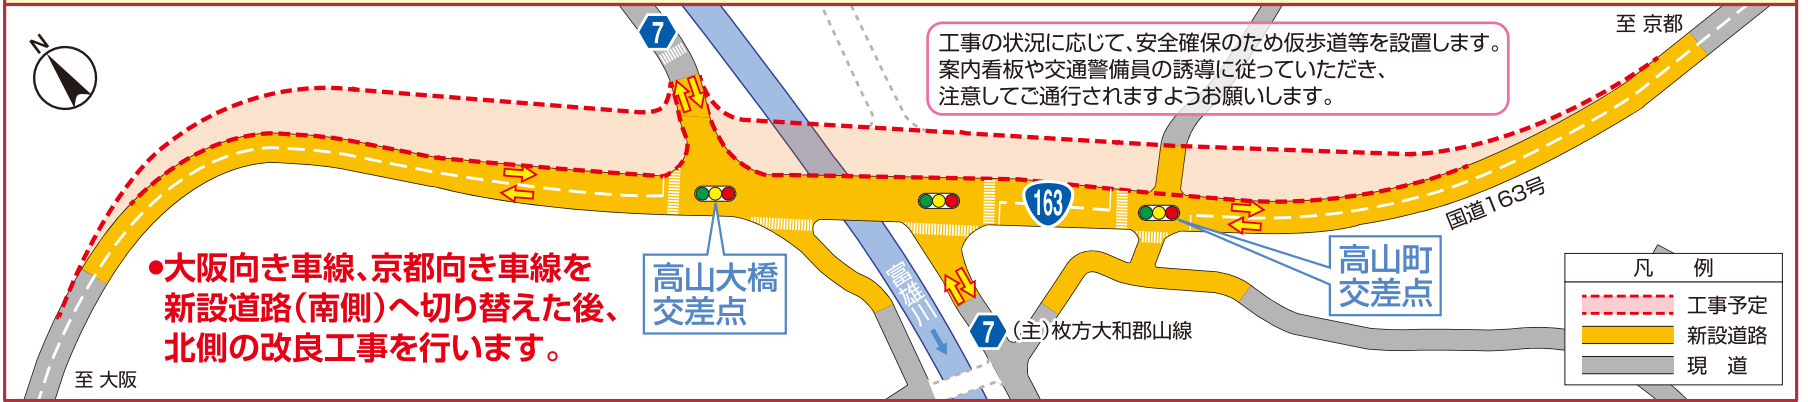 N
7
至 京都
工事の状況に応じて、安全確保のため仮歩道等を設置します。
案内看板や交通警備員の誘導に従っていただき、
注意してご通行されますようお願いします。
163
国道163号
●大阪向き車線、京都向き車線を
新設道路（南側）へ切り替えた後、
北側の改良工事を行います。
高山大橋
交差点
富雄川
高山町
交差点
7
（主）枚方大和郡山線
至 大阪
凡　例
工事予定
新設道路
現　道